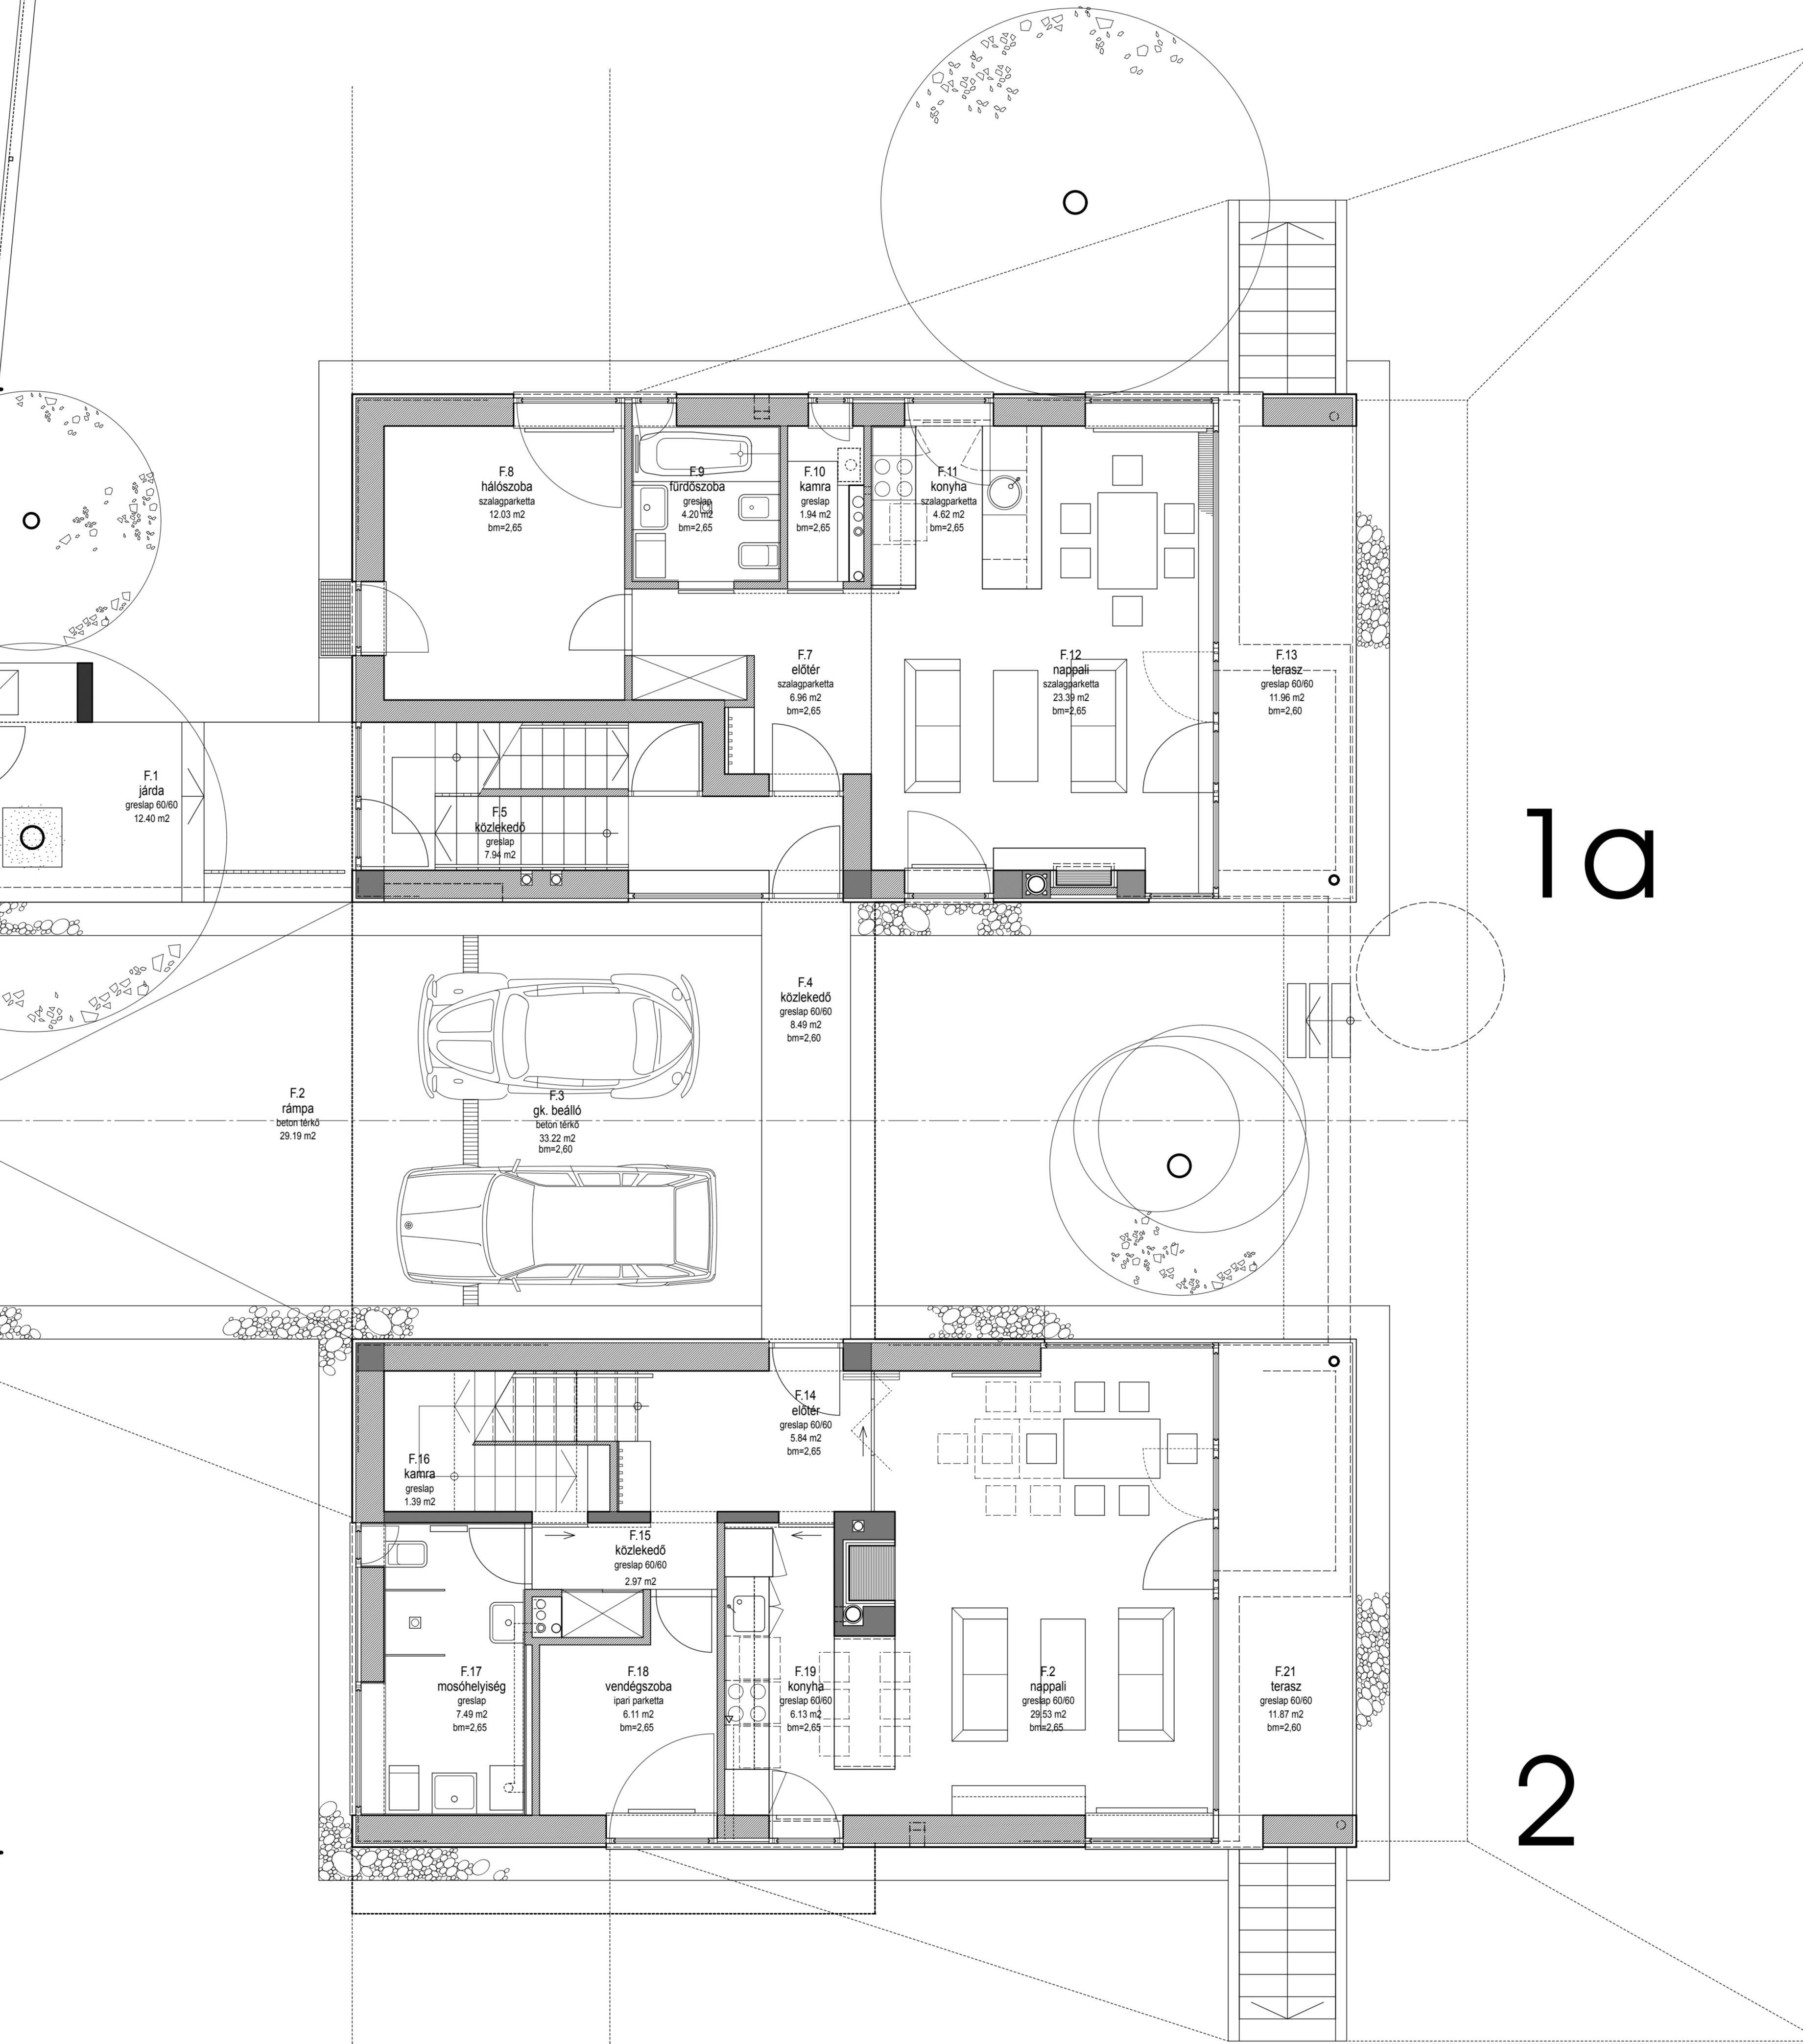 F.8
hálószoba
szalagparketta
12.03 m2
bm=2,65
F.9
fürdőszoba
greslap
4.20 m2
bm=2,65
F.10
kamra
greslap
1.94 m2
bm=2,65
F.11
konyha
szalagparketta
4.62 m2
bm=2,65
F.7
előtér
szalagparketta
6.96 m2
bm=2,65
F.12
nappali
szalagparketta
23.39 m2
bm=2,65
F.13
terasz
greslap 60/60
11.96 m2
bm=2,60
F.1
járda
greslap 60/60
12.40 m2
F.5
közlekedő
greslap
7.94 m2
1a
F.4
közlekedő
greslap 60/60
8.49 m2
bm=2,60
F.2
rámpa
beton térkő
29.19 m2
F.3
gk. beálló
beton térkő
33.22 m2
bm=2,60
F.14
előtér
greslap 60/60
5.84 m2
bm=2,65
F.16
kamra
greslap
1.39 m2
F.15
közlekedő
greslap 60/60
2.97 m2
F.17
mosóhelyiség
greslap
7.49 m2
bm=2,65
F.18
vendégszoba
ipari parketta
6.11 m2
bm=2,65
F.19
konyha
greslap 60/60
6.13 m2
bm=2,65
F.2
nappali
greslap 60/60
29.53 m2
bm=2,65
F.21
terasz
greslap 60/60
11.87 m2
bm=2,60
2